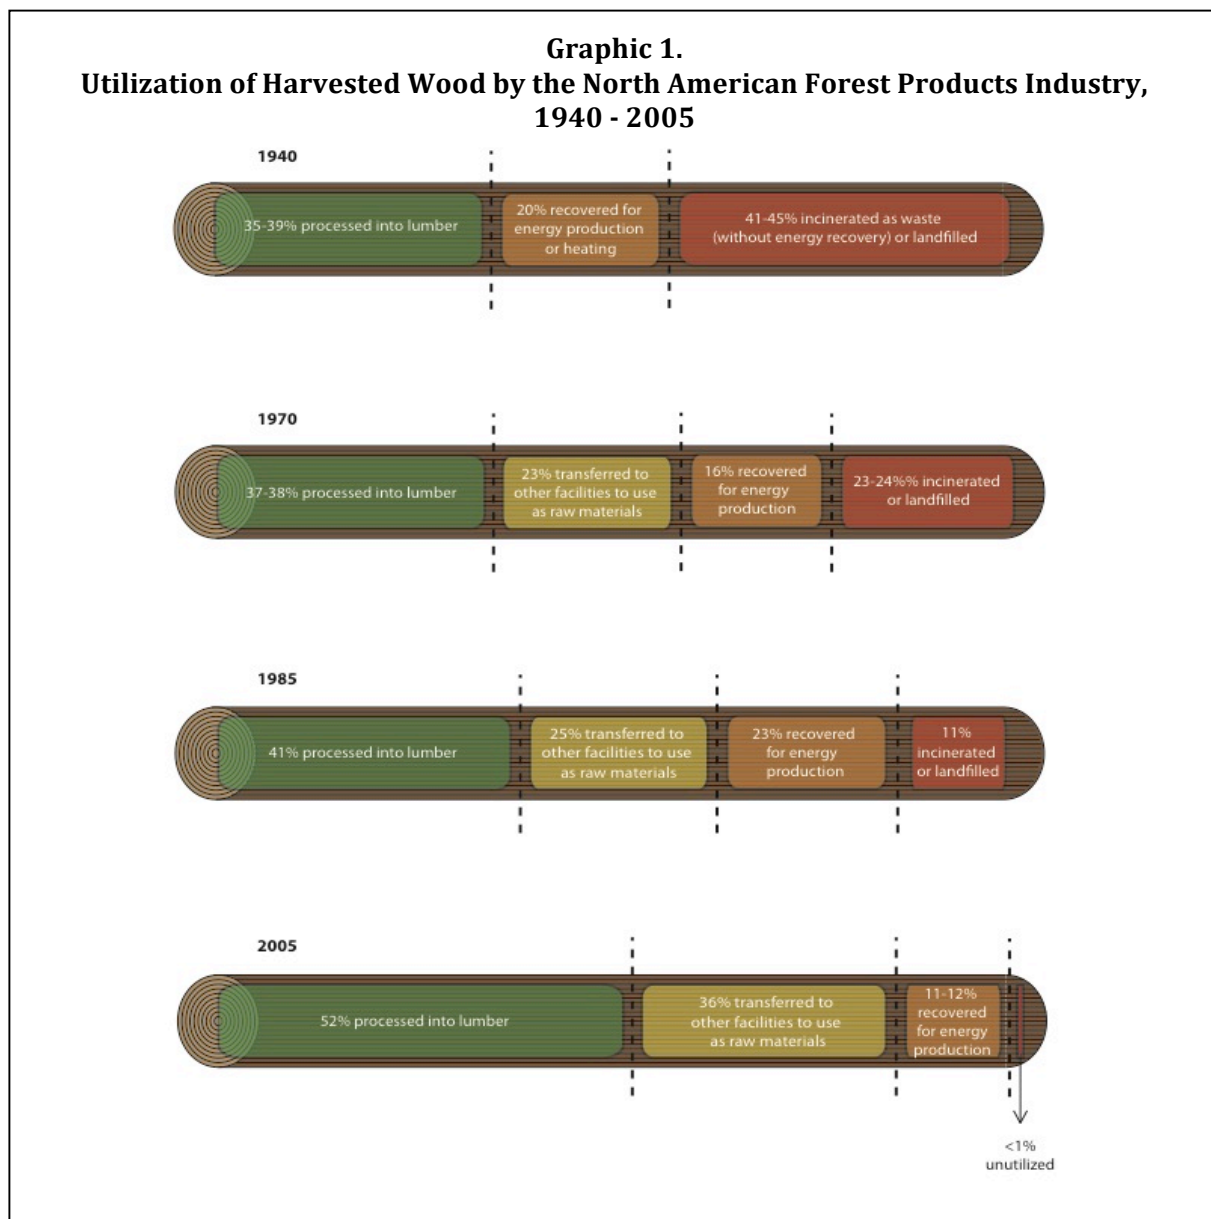 Graphic 1.
Utilization of Harvested Wood by the North American Forest Products Industry,
1940 - 2005
1940
35-39% processed into lumber
20% recovered for
energy production
or heating
41-45% incinerated as waste
(without energy recovery) or landfilled
1970
37-38% processed into lumber
23% transferred to
other facilities to use
as raw materials
16% recovered
for energy
production
23-24%% incinerated
or landfilled
1985
41% processed into lumber
25% transferred to
other facilities to use
as raw materials
23% recovered
for energy
production
11%
incinerated
or landfilled
2005
52% processed into lumber
36% transferred to
other facilities to use
as raw materials
11-12%
recovered
for energy
production
<1%
unutilized